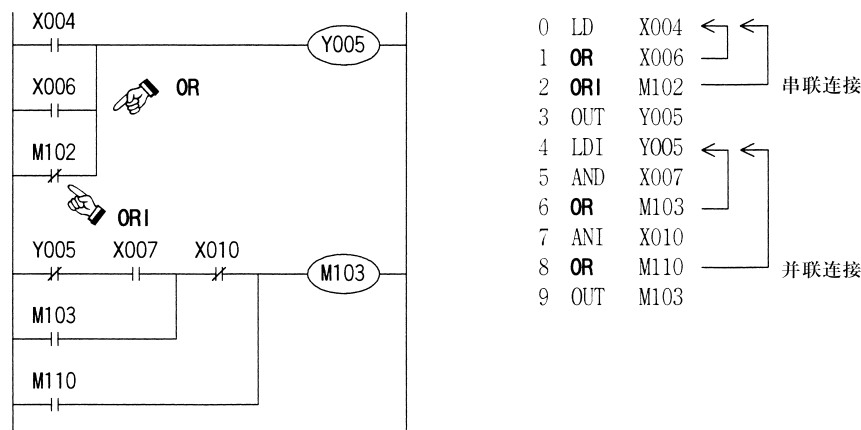 X004
Y005
X006
OR
M102
ORI
Y005 X007 X010
M103
M103
M110
0 LD X004
1 OR X006
2 ORI M102 串联连接
3 OUT Y005
4 LDI Y005
5 AND X007
6 OR M103
7 ANI X010
8 OR M110 并联连接
9 OUT M103